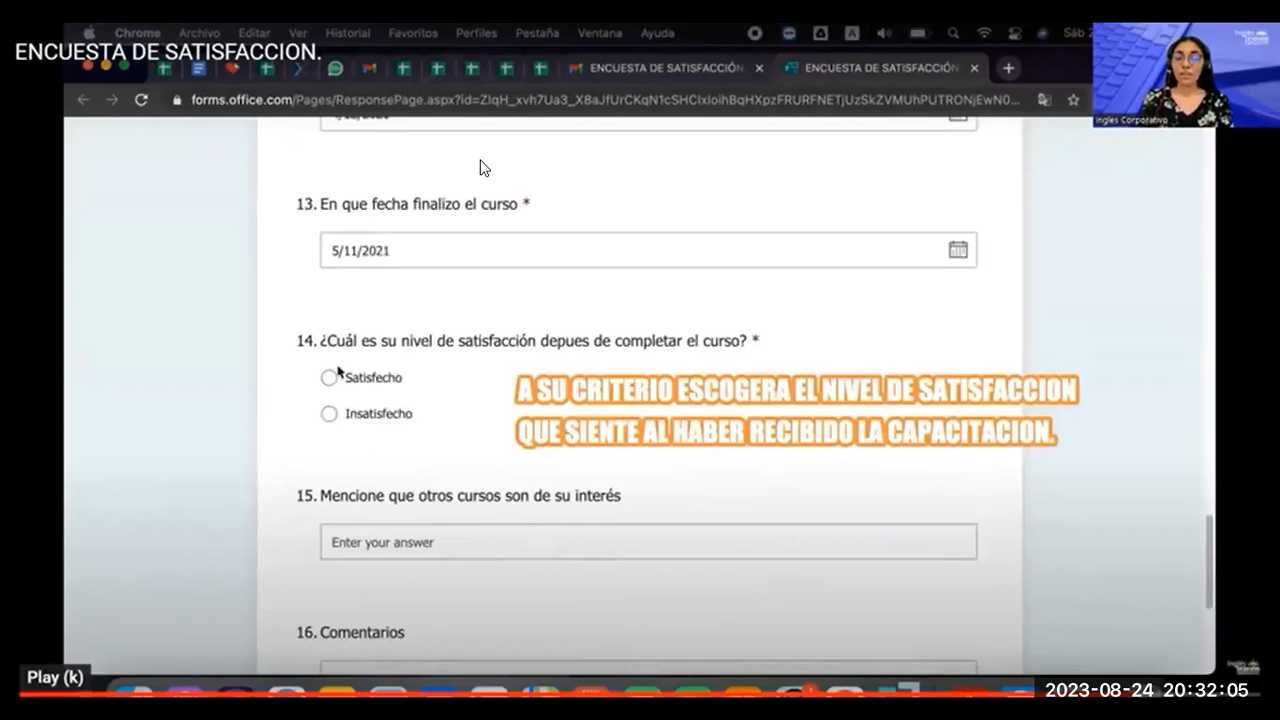 Chrome Archivo Editar Ver Historial Favoritos Perfiles Pestaña Ventana Ayuda
ENCUESTA DE SATISFACCION.
ENCUESTA DE SATISFACCIÓN
ENCUESTA DE SATISFACCIÓN
Ingles Corporativo
13. En que fecha finalizo el curso *
5/11/2021
14. ¿Cuál es su nivel de satisfacción depues de completar el curso? *
Satisfecho
A SU CRITERIO ESCOGERA EL NIVEL DE SATISFACCION
Insatisfecho
QUE SIENTE AL HABER RECIBIDO LA CAPACITACION.
15. Mencione que otros cursos son de su interés
Enter your answer
16. Comentarios
Play (k)
2023-08-24 20:32:05